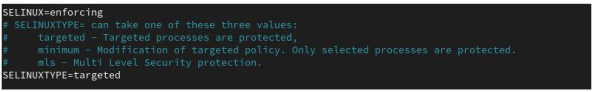 SELINUX=enforcing
# SELINUXTYPE= can take one of these three values:
#     targeted - Targeted processes are protected,
#     minimum - Modification of targeted policy. Only selected processes are protected.
#     mls - Multi Level Security protection.
SELINUXTYPE=targeted